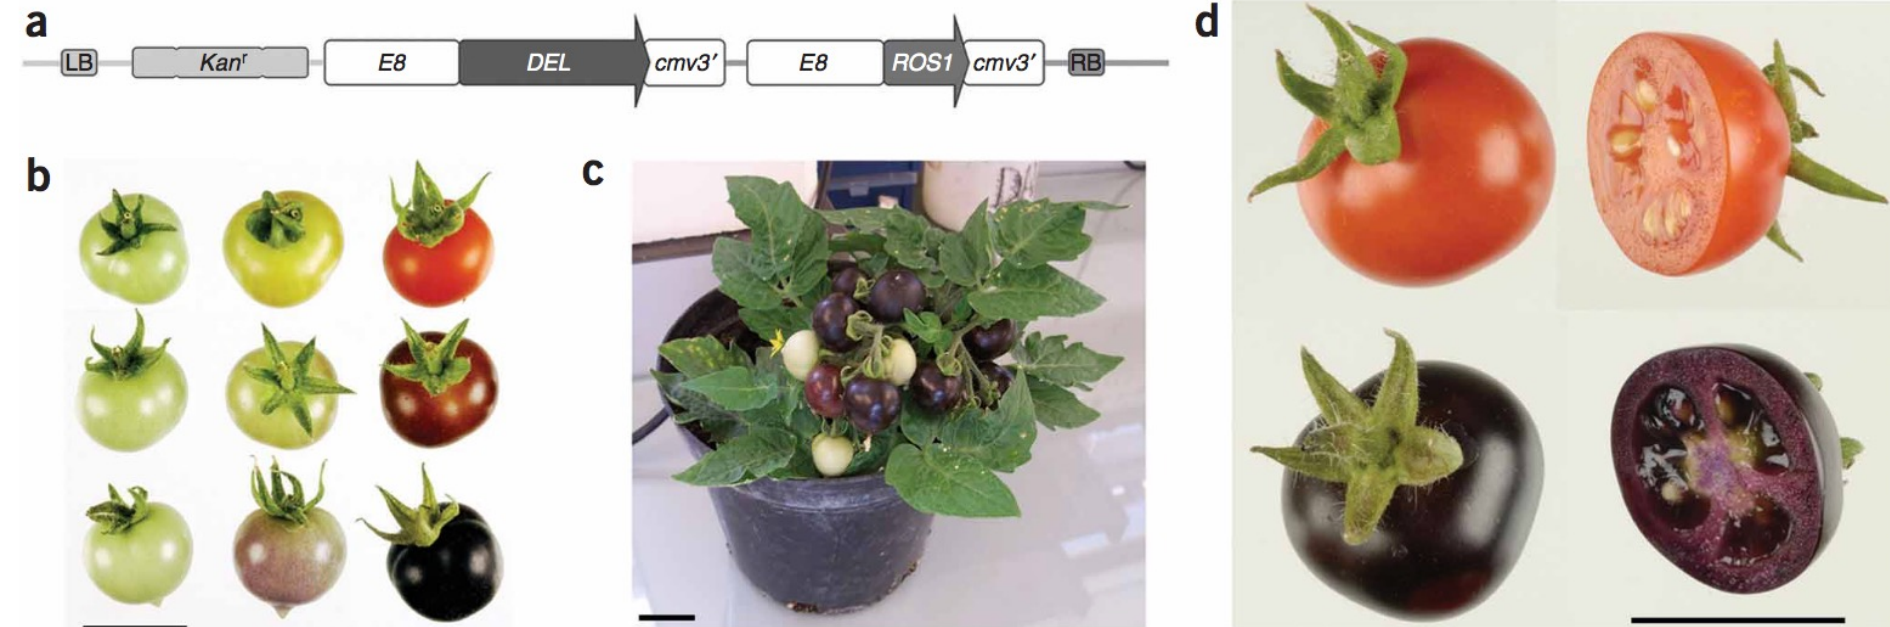 a
LB Kanʳ E8 DEL cmv3′ E8 ROS1 cmv3′ RB
b
c
d